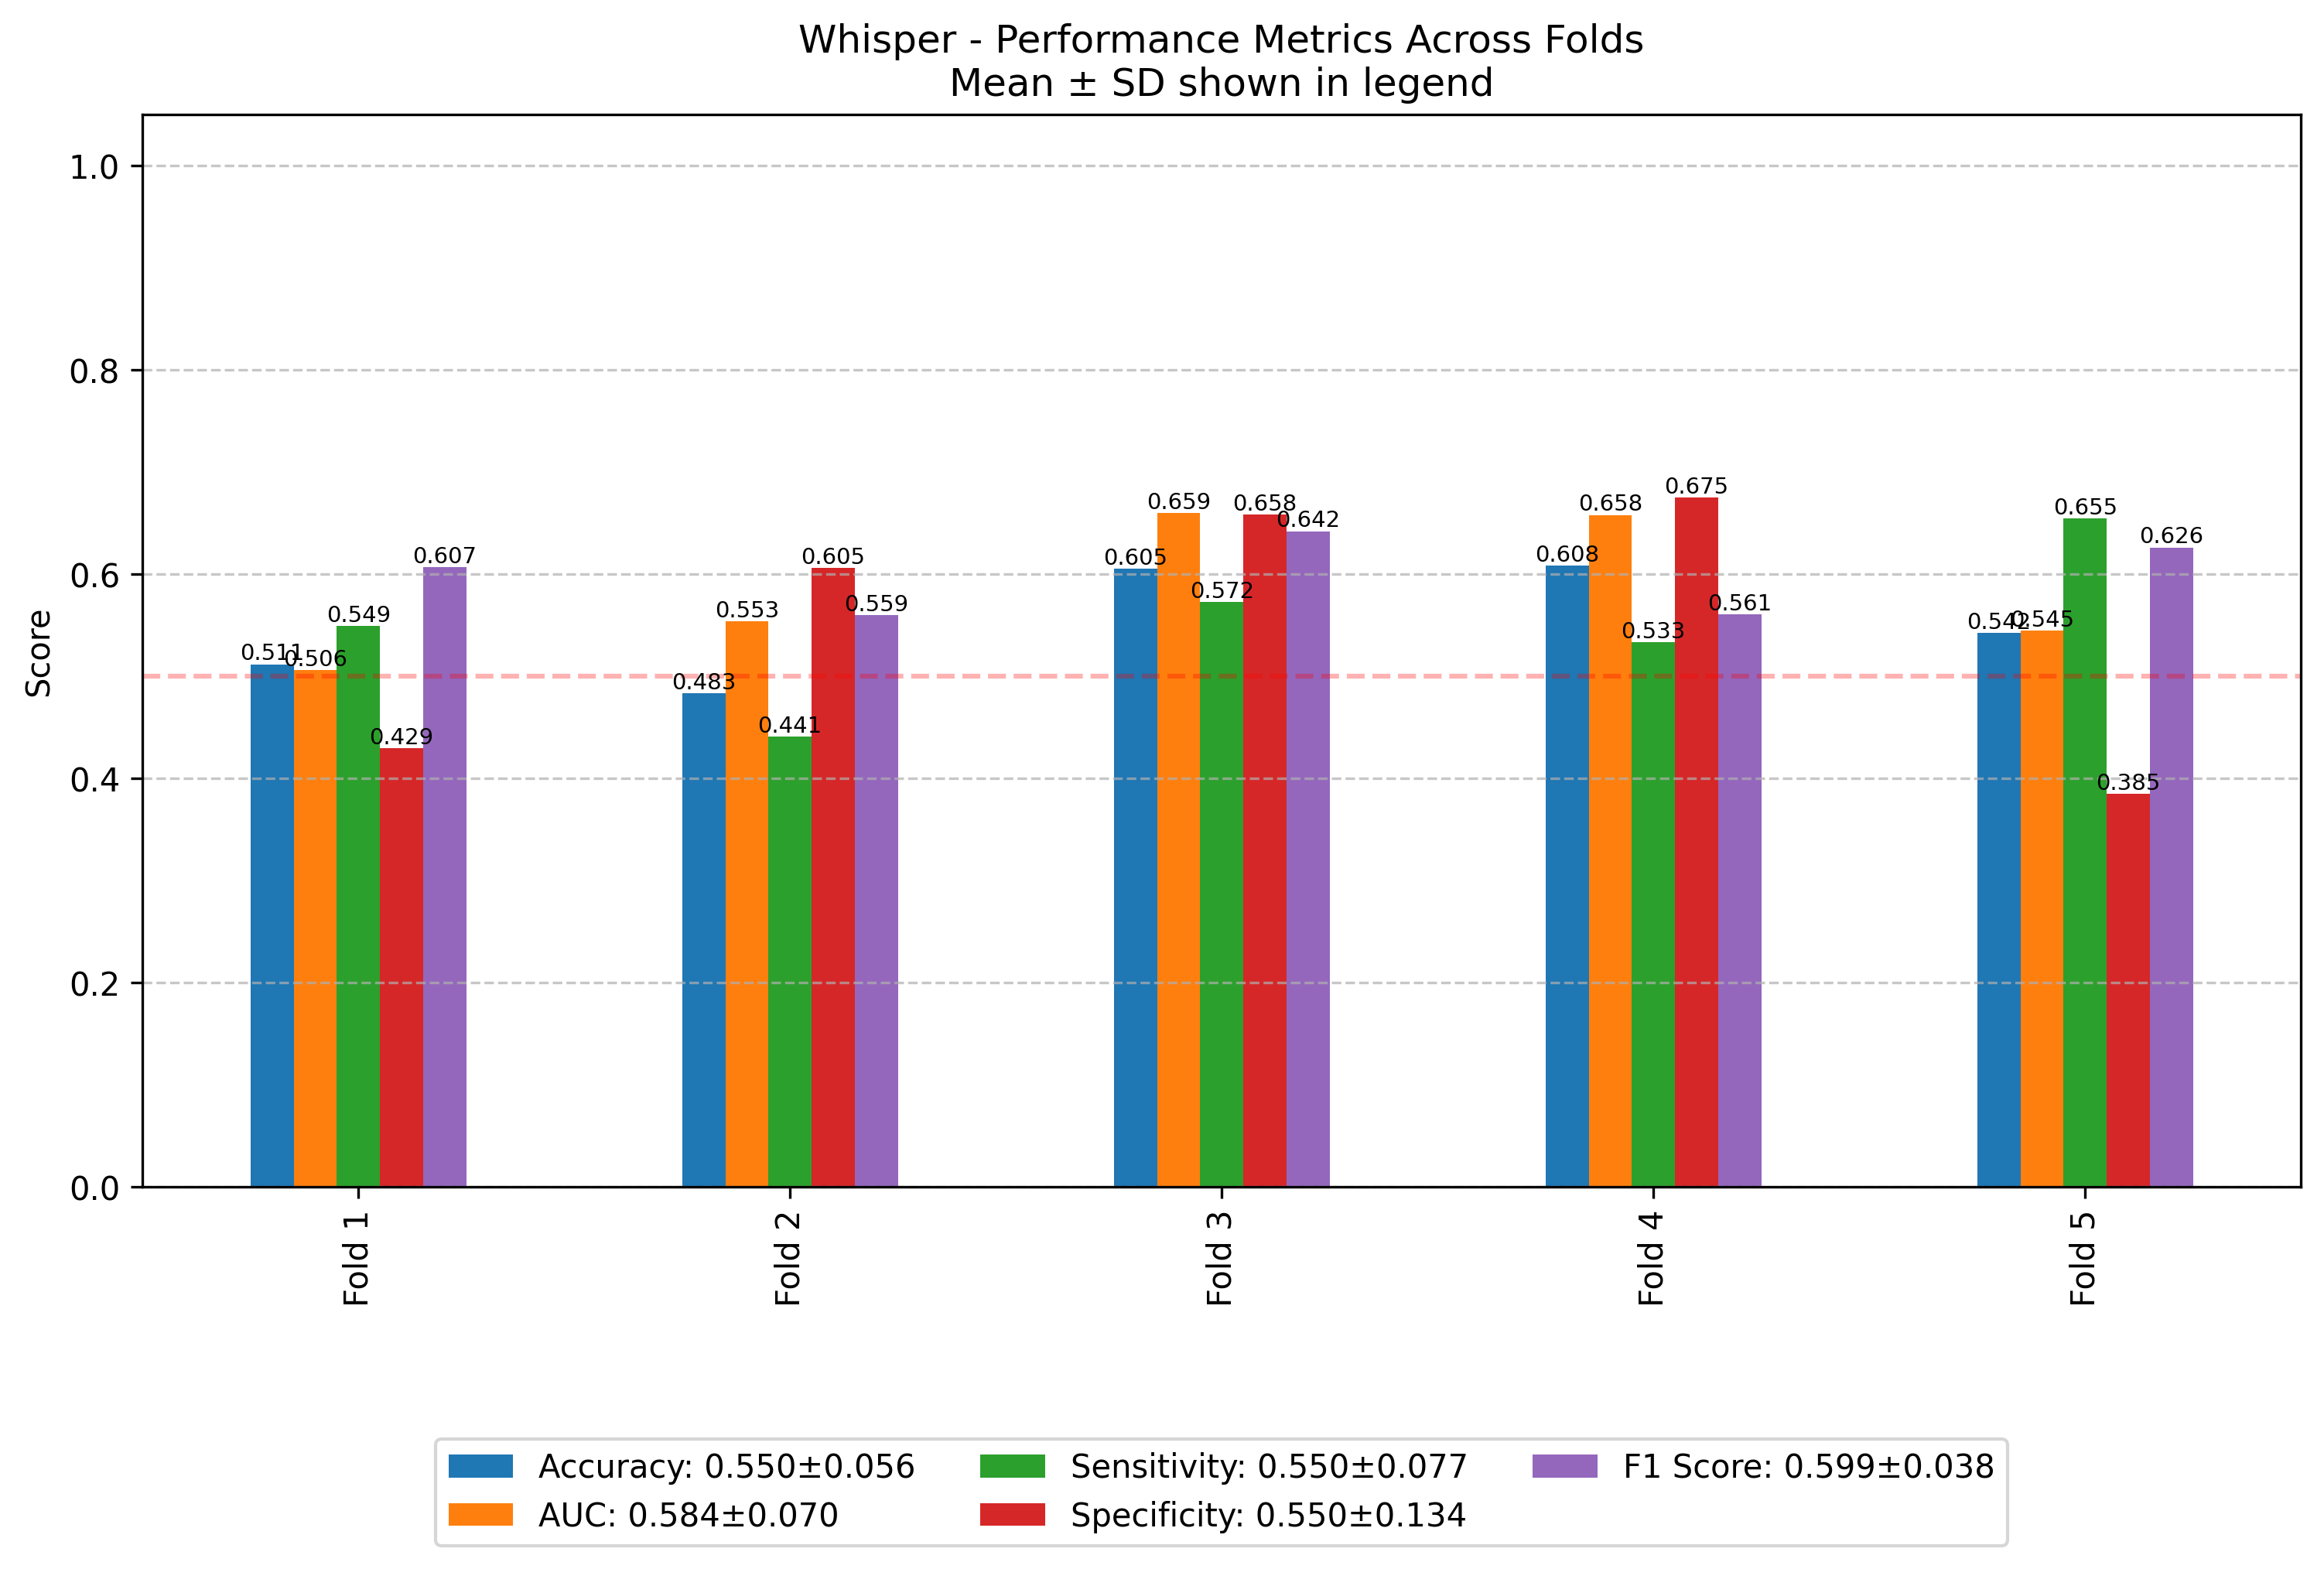 Whisper - Performance Metrics Across Folds
Mean ± SD shown in legend
Score
1.0
0.8
0.6
0.4
0.2
0.0
0.511
0.506
0.549
0.429
0.607
0.483
0.553
0.441
0.605
0.559
0.605
0.659
0.572
0.658
0.642
0.608
0.658
0.533
0.675
0.561
0.542
0.545
0.655
0.385
0.626
Fold 1
Fold 2
Fold 3
Fold 4
Fold 5
Accuracy: 0.550±0.056
AUC: 0.584±0.070
Sensitivity: 0.550±0.077
Specificity: 0.550±0.134
F1 Score: 0.599±0.038